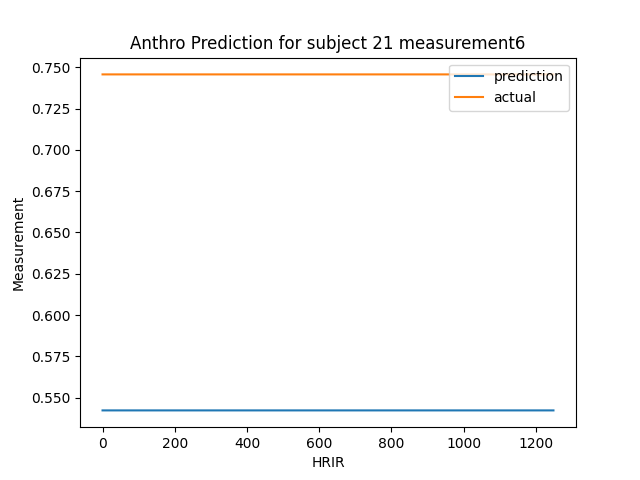 Anthro Prediction for subject 21 measurement6
prediction
actual
Measurement
0.750
0.725
0.700
0.675
0.650
0.625
0.600
0.575
0.550
0 200 400 600 800 1000 1200
HRIR